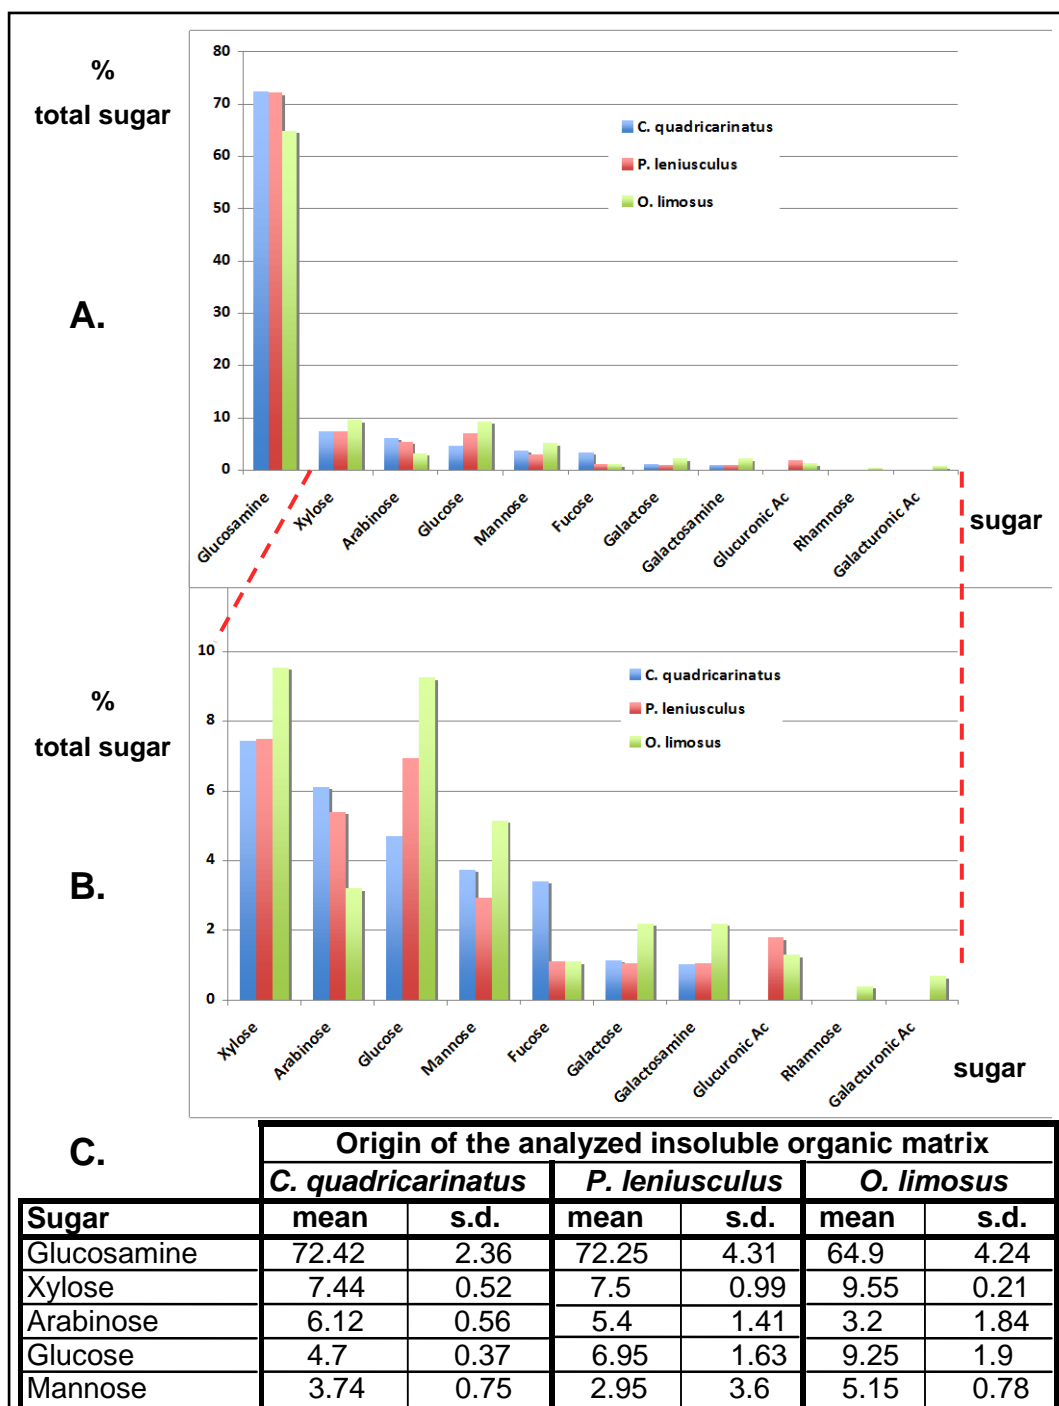 80
%
total sugar
70
60
50
40
30
20
10
0
C. quadricarinatus
P. leniusculus
O. limosus
A.
Glucosamine
Xylose
Arabinose
Glucose
Mannose
Fucose
Galactose
Galactosamine
Glucuronic Ac
Rhamnose
Galacturonic Ac
sugar
10
%
total sugar
8
6
4
2
0
C. quadricarinatus
P. leniusculus
O. limosus
B.
Xylose
Arabinose
Glucose
Mannose
Fucose
Galactose
Galactosamine
Glucuronic Ac
Rhamnose
Galacturonic Ac
sugar
C.
Origin of the analyzed insoluble organic matrix
C. quadricarinatus P. leniusculus O. limosus
Sugar mean s.d. mean s.d. mean s.d.
Glucosamine 72.42 2.36 72.25 4.31 64.9 4.24
Xylose 7.44 0.52 7.5 0.99 9.55 0.21
Arabinose 6.12 0.56 5.4 1.41 3.2 1.84
Glucose 4.7 0.37 6.95 1.63 9.25 1.9
Mannose 3.74 0.75 2.95 3.6 5.15 0.78